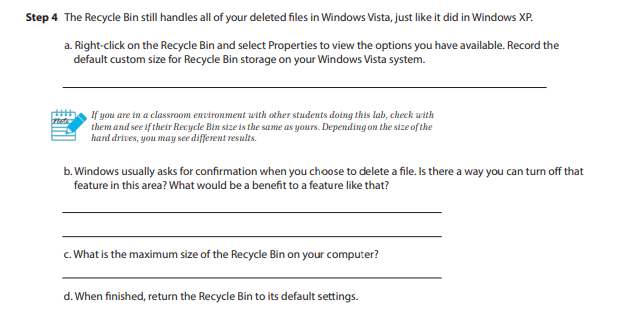 Step 4 The Recycle Bin still handles all of your deleted files in Windows Vista, just like it did in Windows XP.
a. Right-click on the Recycle Bin and select Properties to view the options you have available. Record the
default custom size for Recycle Bin storage on your Windows Vista system.
Note
If you are in a classroom environment with other students doing this lab, check with
them and see if their Recycle Bin size is the same as yours. Depending on the size of the
hard drives, you may see different results.
b. Windows usually asks for confirmation when you choose to delete a file. Is there a way you can turn off that
feature in this area? What would be a benefit to a feature like that?
c. What is the maximum size of the Recycle Bin on your computer?
d. When finished, return the Recycle Bin to its default settings.